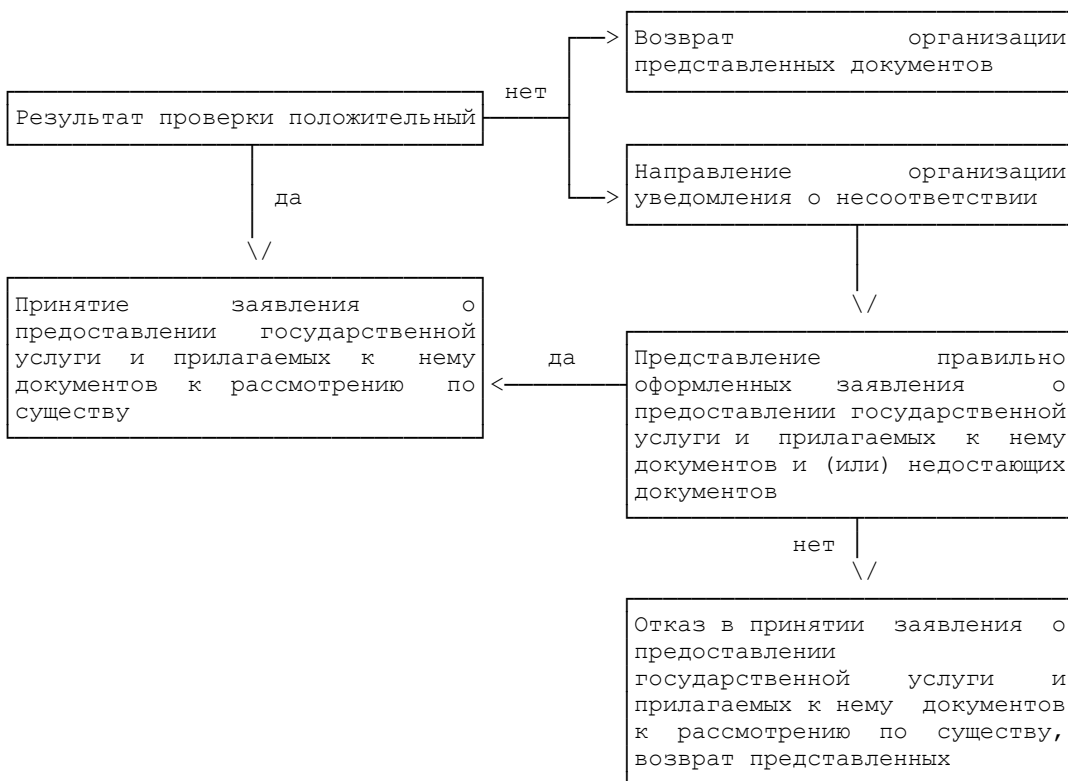 Возврат организации
представленных документов
нет
Результат проверки положительный
Направление организации
уведомления о несоответствии
да
\/
\/
Принятие заявления о
предоставлении государственной
услуги и прилагаемых к нему
документов к рассмотрению по
существу
да
Представление правильно
оформленных заявления о
предоставлении государственной
услуги и прилагаемых к нему
документов и (или) недостающих
документов
нет
\/
Отказ в принятии заявления о
предоставлении
государственной услуги и
прилагаемых к нему документов
к рассмотрению по существу,
возврат представленных